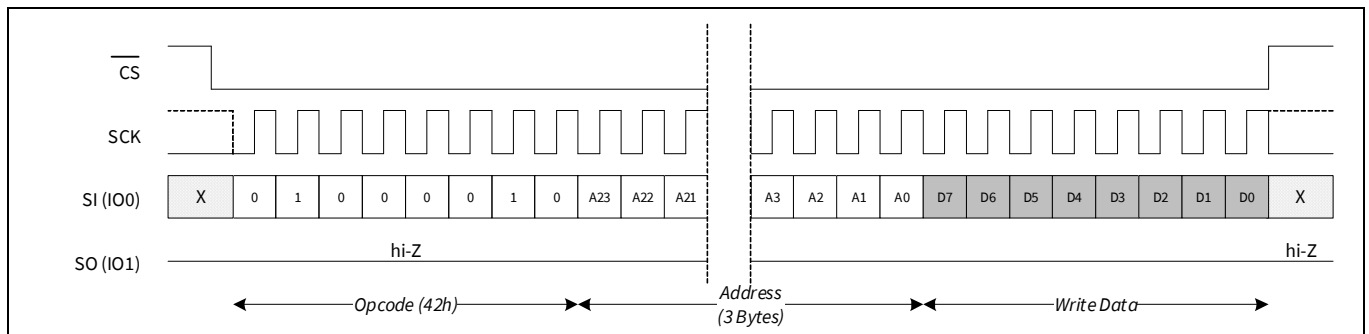 CS
SCK
SI (IO0) X 0 1 0 0 0 0 1 0 A23 A22 A21 A3 A2 A1 A0 D7 D6 D5 D4 D3 D2 D1 D0 X
hi-Z hi-Z
SO (IO1)
Opcode (42h) Address Write Data
(3 Bytes)